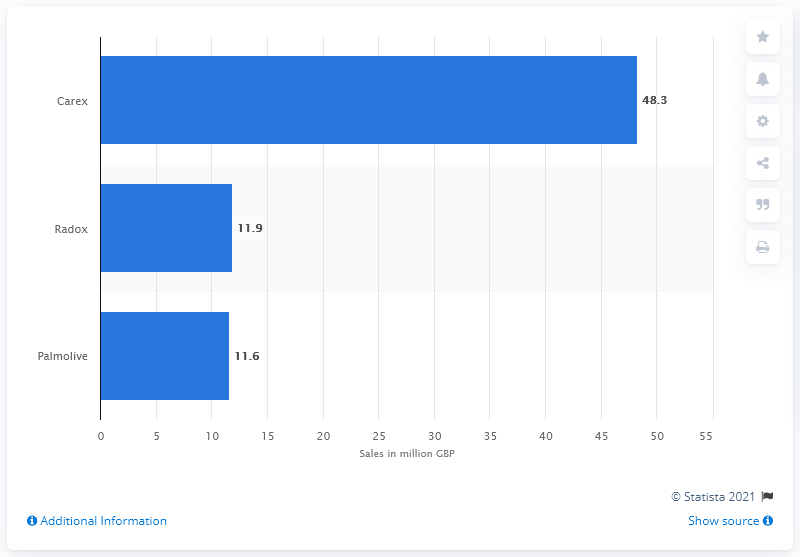 Carex
48.3
Radox
11.9
Palmolive
11.6
0 5 10 15 20 25 30 35 40 45 50 55
Sales in million GBP
© Statista 2021
Additional Information
Show source